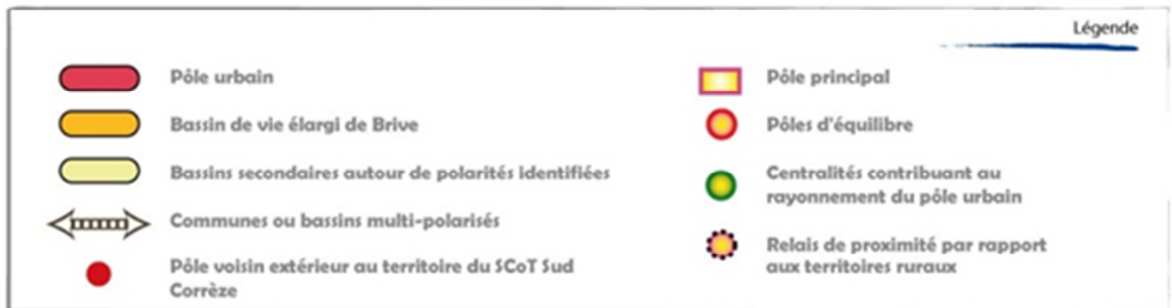 Légende
Pôle urbain
Bassin de vie élargi de Brive
Bassins secondaires autour de polarités identifiées
Communes ou bassins multi-polarisés
Pôle voisin extérieur au territoire du SCoT Sud
Corrèze
Pôle principal
Pôles d'équilibre
Centralités contribuant au
rayonnement du pôle urbain
Relais de proximité par rapport
aux territoires ruraux